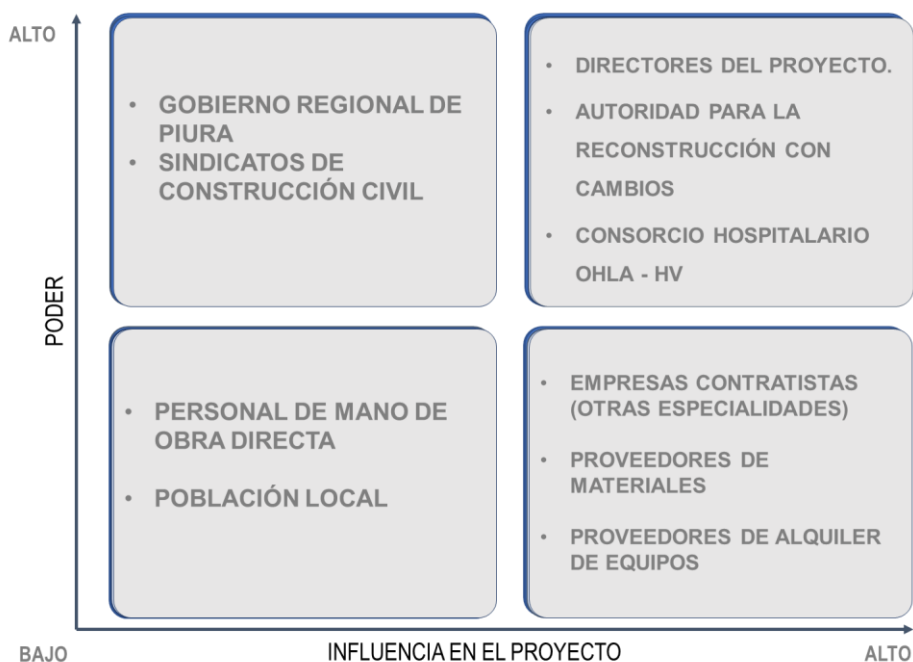 ALTO
• GOBIERNO REGIONAL DE
PIURA
• SINDICATOS DE
CONSTRUCCIÓN CIVIL
• DIRECTORES DEL PROYECTO.
• AUTORIDAD PARA LA
RECONSTRUCCIÓN CON
CAMBIOS
• CONSORCIO HOSPITALARIO
OHLA - HV
PODER
• PERSONAL DE MANO DE
OBRA DIRECTA
• POBLACIÓN LOCAL
• EMPRESAS CONTRATISTAS
(OTRAS ESPECIALIDADES)
• PROVEEDORES DE
MATERIALES
• PROVEEDORES DE ALQUILER
DE EQUIPOS
BAJO
INFLUENCIA EN EL PROYECTO
ALTO